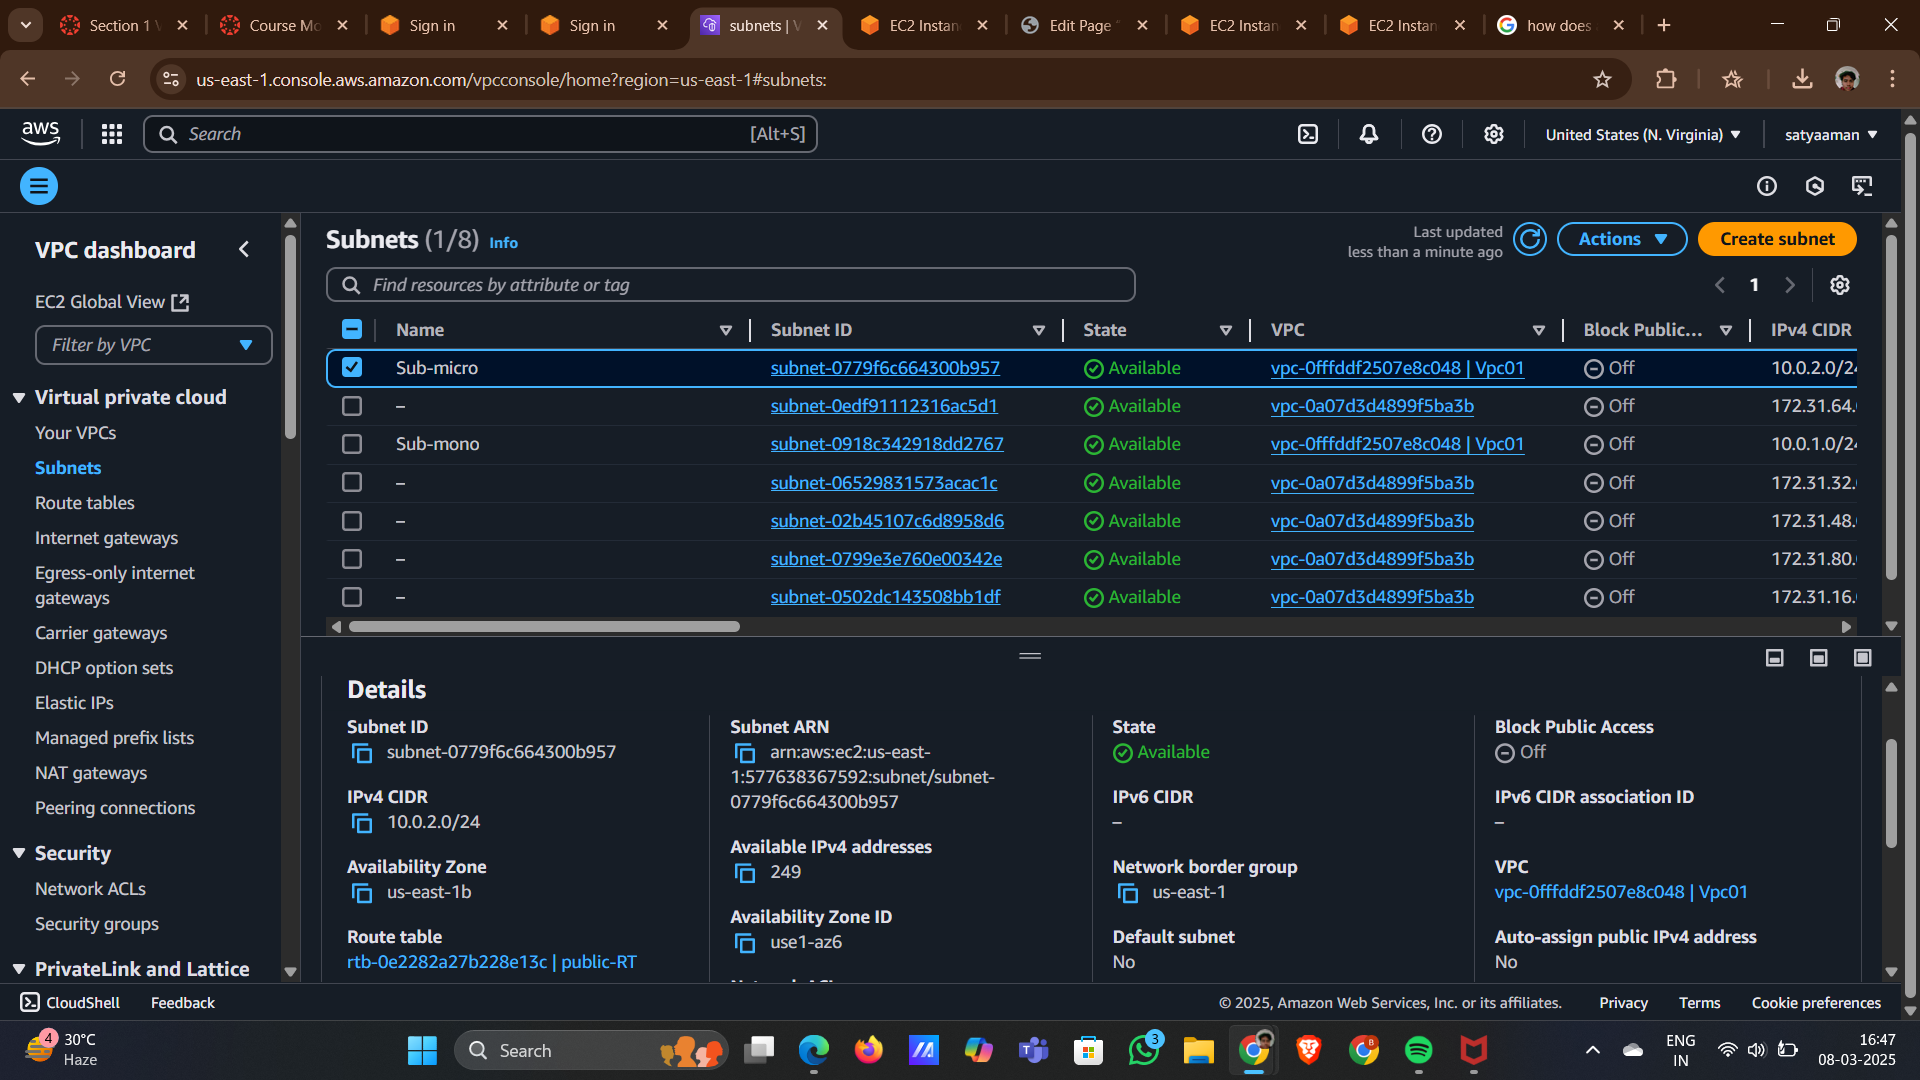 Section 1 V
Course Mo
Sign in
Sign in
subnets | V
EC2 Instan
Edit Page "
EC2 Instan
EC2 Instan
how does
us-east-1.console.aws.amazon.com/vpcconsole/home?region=us-east-1#subnets:
aws
Search
[Alt+S]
United States (N. Virginia)
satyaaman
VPC dashboard
EC2 Global View
Filter by VPC
Virtual private cloud
Your VPCs
Subnets
Route tables
Internet gateways
Egress-only internet
gateways
Carrier gateways
DHCP option sets
Elastic IPs
Managed prefix lists
NAT gateways
Peering connections
Security
Network ACLs
Security groups
PrivateLink and Lattice
Subnets (1/8) Info
Last updated
less than a minute ago
Actions
Create subnet
Find resources by attribute or tag
1
Name Subnet ID State VPC Block Public... IPv4 CIDR
Sub-micro subnet-0779f6c664300b957 Available vpc-0fffddf2507e8c048 | Vpc01 Off 10.0.2.0/24
– subnet-0edf91112316ac5d1 Available vpc-0a07d3d4899f5ba3b Off 172.31.64.
Sub-mono subnet-0918c342918dd2767 Available vpc-0fffddf2507e8c048 | Vpc01 Off 10.0.1.0/24
– subnet-06529831573acac1c Available vpc-0a07d3d4899f5ba3b Off 172.31.32.
– subnet-02b45107c6d8958d6 Available vpc-0a07d3d4899f5ba3b Off 172.31.48.
– subnet-0799e3e760e00342e Available vpc-0a07d3d4899f5ba3b Off 172.31.80.
– subnet-0502dc143508bb1df Available vpc-0a07d3d4899f5ba3b Off 172.31.16.
Details
Subnet ID
subnet-0779f6c664300b957
IPv4 CIDR
10.0.2.0/24
Availability Zone
us-east-1b
Route table
rtb-0e2282a27b228e13c | public-RT
Subnet ARN
arn:aws:ec2:us-east-
1:577638367592:subnet/subnet-
0779f6c664300b957
Available IPv4 addresses
249
Availability Zone ID
use1-az6
State
Available
IPv6 CIDR
–
Network border group
us-east-1
Default subnet
No
Block Public Access
Off
IPv6 CIDR association ID
–
VPC
vpc-0fffddf2507e8c048 | Vpc01
Auto-assign public IPv4 address
No
CloudShell
Feedback
© 2025, Amazon Web Services, Inc. or its affiliates.
Privacy
Terms
Cookie preferences
4
30°C
Haze
Search
3
B
ENG
IN
16:47
08-03-2025